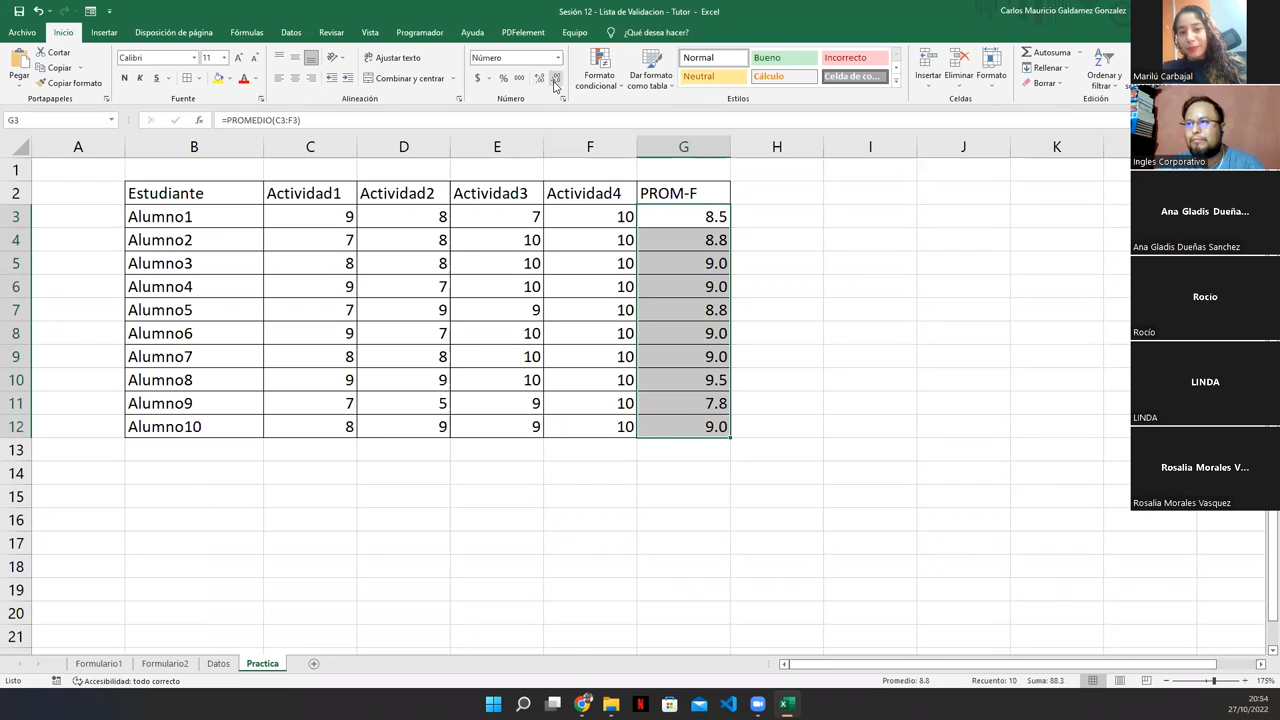 Sesión 12 - Lista de Validacion - Tutor - Excel
Carlos Mauricio Galdamez Gonzalez
Archivo Inicio Insertar Disposición de página Fórmulas Datos Revisar Vista Programador Ayuda PDFelement Equipo ¿Qué desea hacer?
Pegar Cortar Copiar Copiar formato
Calibri 11
N K S
Ajustar texto
Combinar y centrar
Número
$ % 000
Formato condicional
Dar formato como tabla
Normal Bueno Incorrecto
Neutral Cálculo Celda de co...
Insertar Eliminar Formato
Autosuma
Rellenar
Borrar
Ordenar y filtrar
Portapapeles Fuente Alineación Número Estilos Celdas Edición
G3 fx =PROMEDIO(C3:F3)
A B C D E F G H I J K
1
2 Estudiante Actividad1 Actividad2 Actividad3 Actividad4 PROM-F
3 Alumno1 9 8 7 10 8.5
4 Alumno2 7 8 10 10 8.8
5 Alumno3 8 8 10 10 9.0
6 Alumno4 9 7 10 10 9.0
7 Alumno5 7 9 9 10 8.8
8 Alumno6 9 7 10 10 9.0
9 Alumno7 8 8 10 10 9.0
10 Alumno8 9 9 10 10 9.5
11 Alumno9 7 5 9 10 7.8
12 Alumno10 8 9 9 10 9.0
13
14
15
16
17
18
19
20
21
Formulario1 Formulario2 Datos Practica
Listo Accesibilidad: todo correcto Promedio: 8.8 Recuento: 10 Suma: 88.3 175%
20:54
27/10/2022
Marilú Carbajal
Ingles Corporativo
Ana Gladis Dueña...
Ana Gladis Dueñas Sanchez
Rocío
Rocío
LINDA
LINDA
Rosalia Morales V...
Rosalia Morales Vasquez